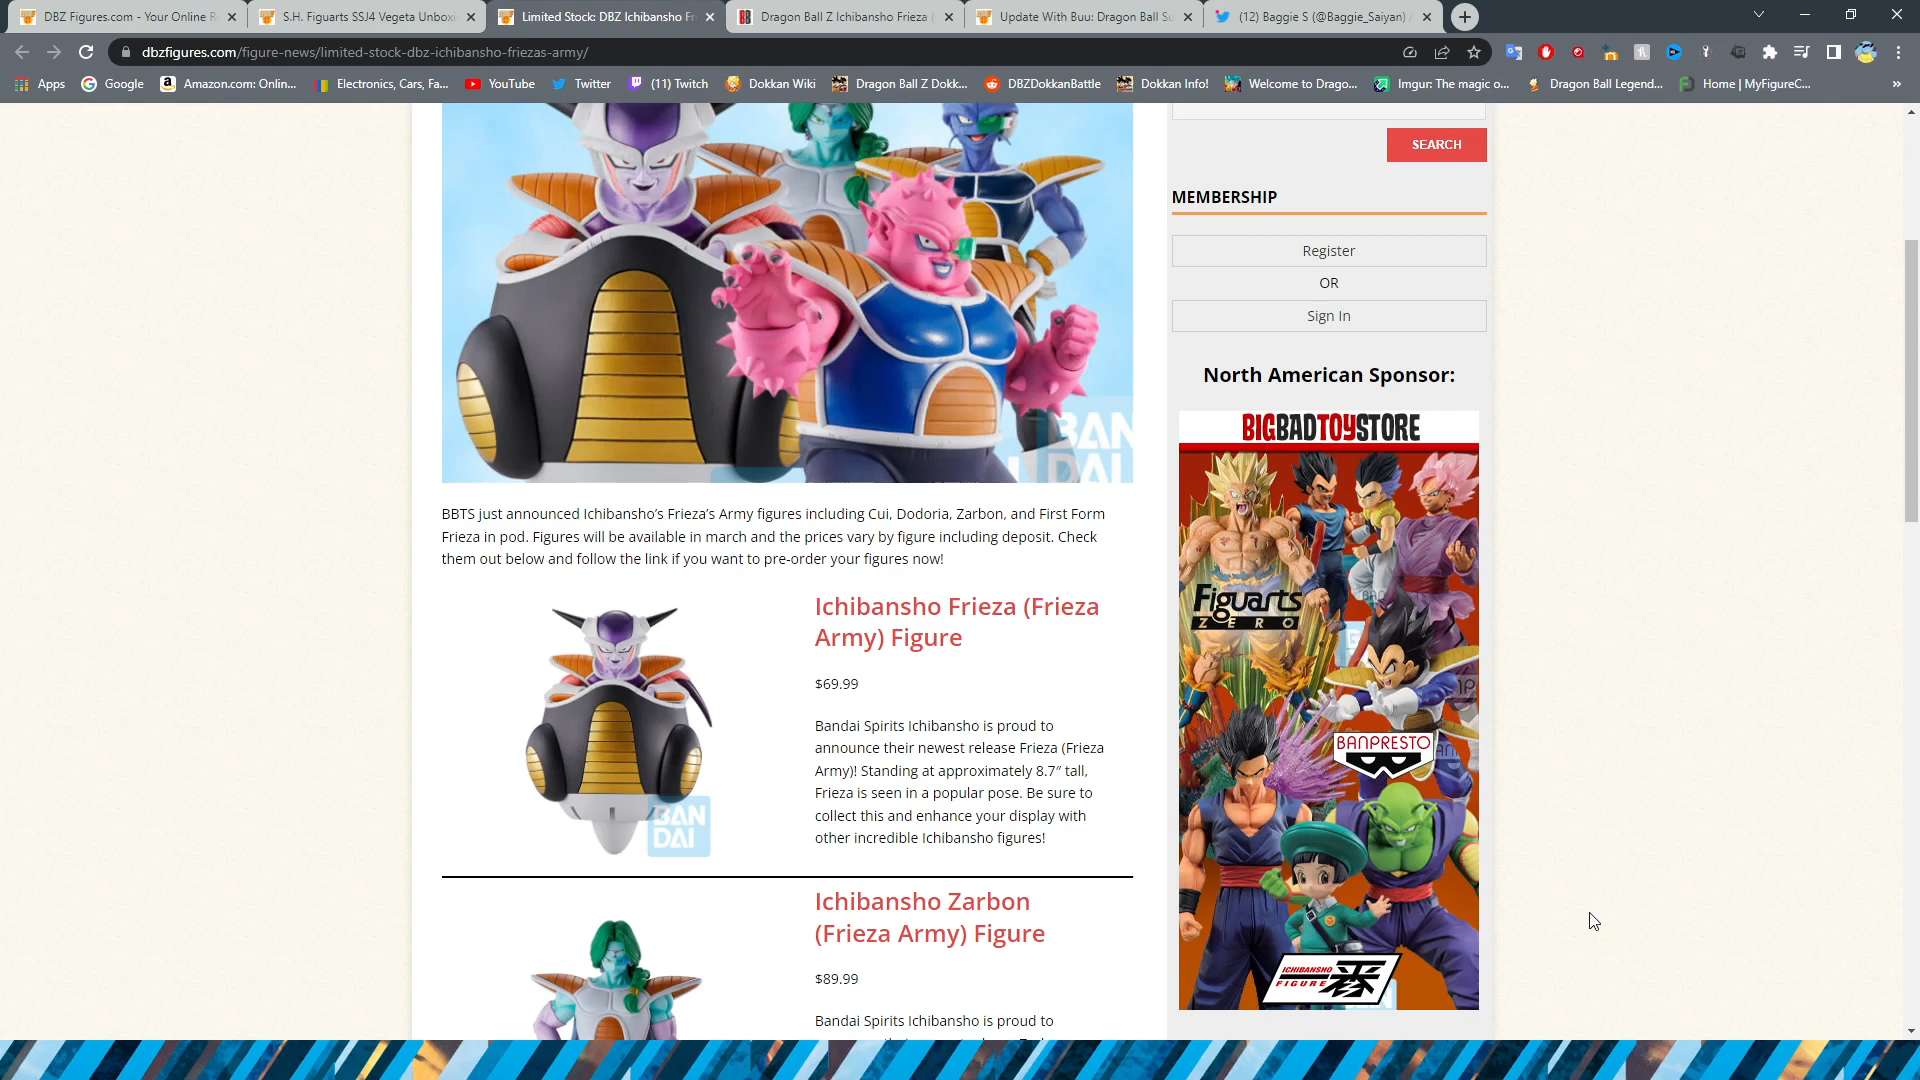 DBZ Figures.com - Your Online R
S.H. Figuarts SSJ4 Vegeta Unboxi
Limited Stock: DBZ Ichibansho Fr
Dragon Ball Z Ichibansho Frieza (
Update With Buu: Dragon Ball Su
(12) Baggie S (@Baggie_Saiyan) /
dbzfigures.com/figure-news/limited-stock-dbz-ichibansho-friezas-army/
Apps
Google
Amazon.com: Onlin...
Electronics, Cars, Fa...
YouTube
Twitter
(11) Twitch
Dokkan Wiki
Dragon Ball Z Dokk...
DBZDokkanBattle
Dokkan Info!
Welcome to Drago...
Imgur: The magic o...
Dragon Ball Legend...
Home | MyFigureC...
»
SEARCH
MEMBERSHIP
Register
OR
Sign In
North American Sponsor:
BIGBADTOYSTORE
Figuarts
ZERO
BANPRESTO
ICHIBANSHO
FIGURE
BAN
DAI
BBTS just announced Ichibansho’s Frieza’s Army figures including Cui, Dodoria, Zarbon, and First Form
Frieza in pod. Figures will be available in march and the prices vary by figure including deposit. Check
them out below and follow the link if you want to pre-order your figures now!
Ichibansho Frieza (Frieza
Army) Figure
$69.99
Bandai Spirits Ichibansho is proud to
announce their newest release Frieza (Frieza
Army)! Standing at approximately 8.7″ tall,
Frieza is seen in a popular pose. Be sure to
collect this and enhance your display with
other incredible Ichibansho figures!
BAN
DAI
Ichibansho Zarbon
(Frieza Army) Figure
$89.99
Bandai Spirits Ichibansho is proud to